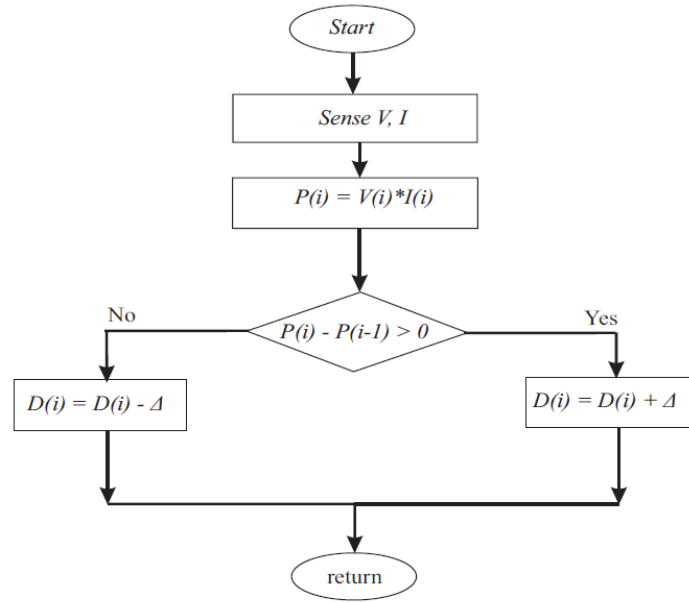 Start
Sense V, I
P(i) = V(i)*I(i)
No
Yes
P(i) - P(i-1) > 0
D(i) = D(i) - Δ
D(i) = D(i) + Δ
return